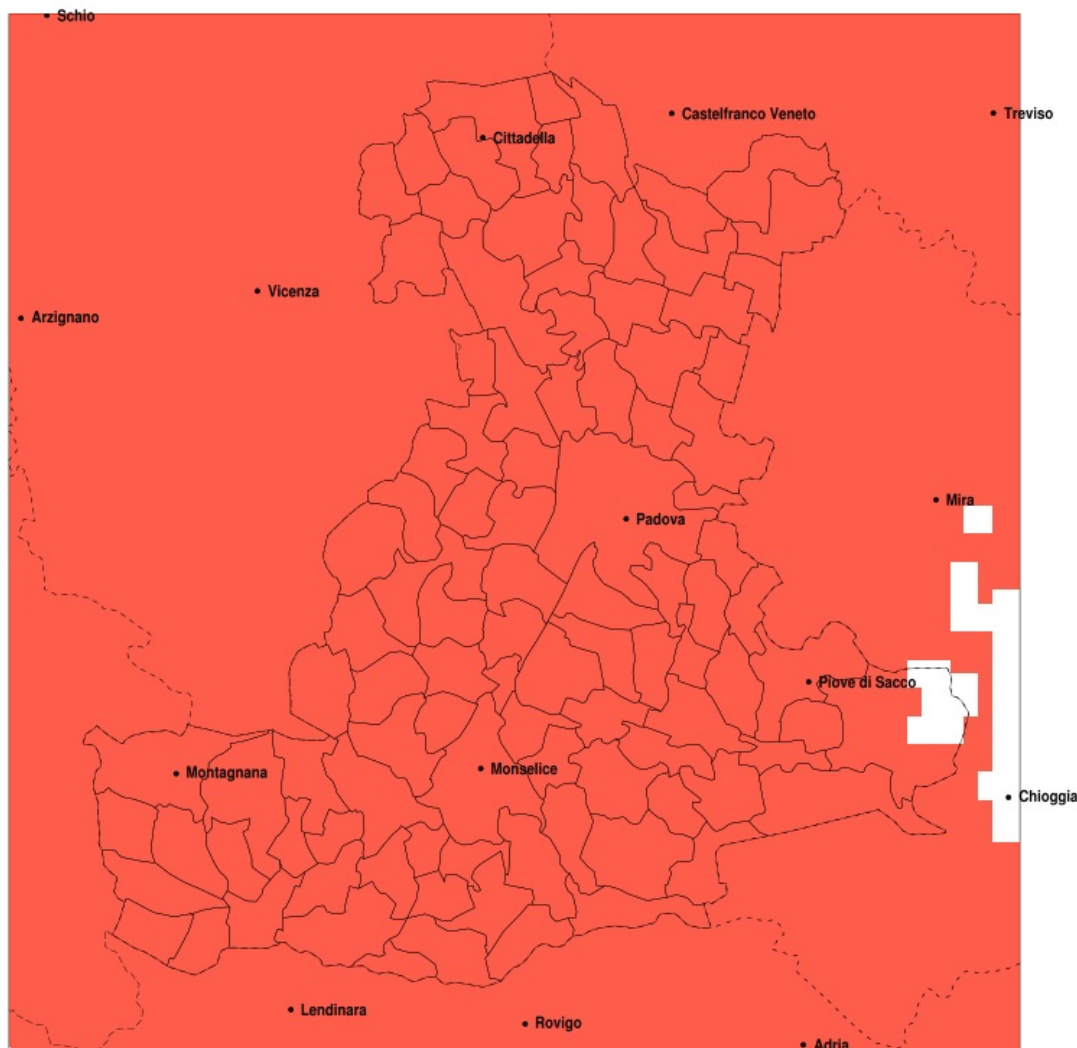 Schio
Castelfranco Veneto
Treviso
Cittadella
Vicenza
Arzignano
Mira
Padova
Piove di Sacco
Montagnana
Monselice
Chioggia
Lendinara
Rovigo
Adria